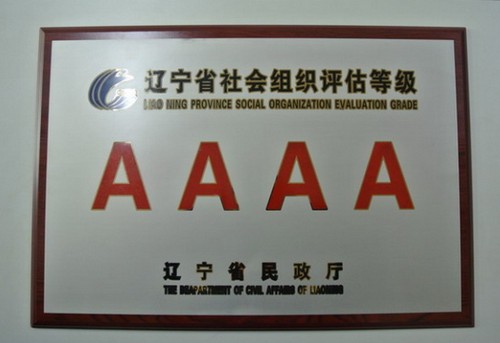 辽宁省社会组织评估等级
LIAO NING PROVINCE SOCIAL ORGANIZATION EVALUATION GRADE
AAAA
辽宁省民政厅
THE DEAPARTMENT OF CIVIL AFFAIRS OF LIAONING